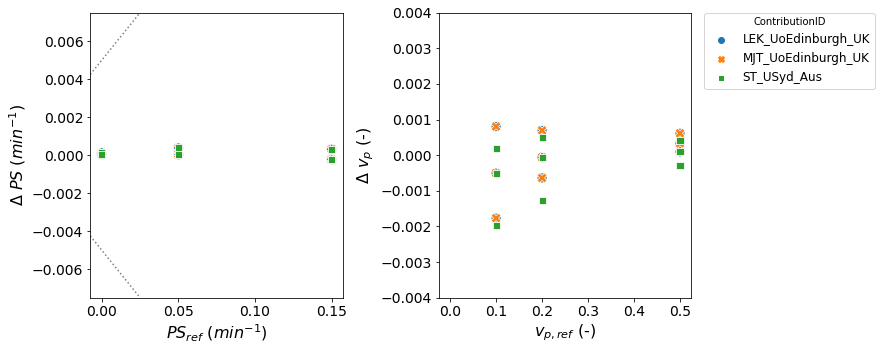 0.006
0.004
0.002
0.000
−0.002
−0.004
−0.006
Δ PS (min⁻¹)
0.00 0.05 0.10 0.15
PS_ref (min⁻¹)
0.004
0.003
0.002
0.001
0.000
−0.001
−0.002
−0.003
−0.004
Δ v_p (-)
0.0 0.1 0.2 0.3 0.4 0.5
v_p,ref (-)
ContributionID
LEK_UoEdinburgh_UK
MJT_UoEdinburgh_UK
ST_USyd_Aus